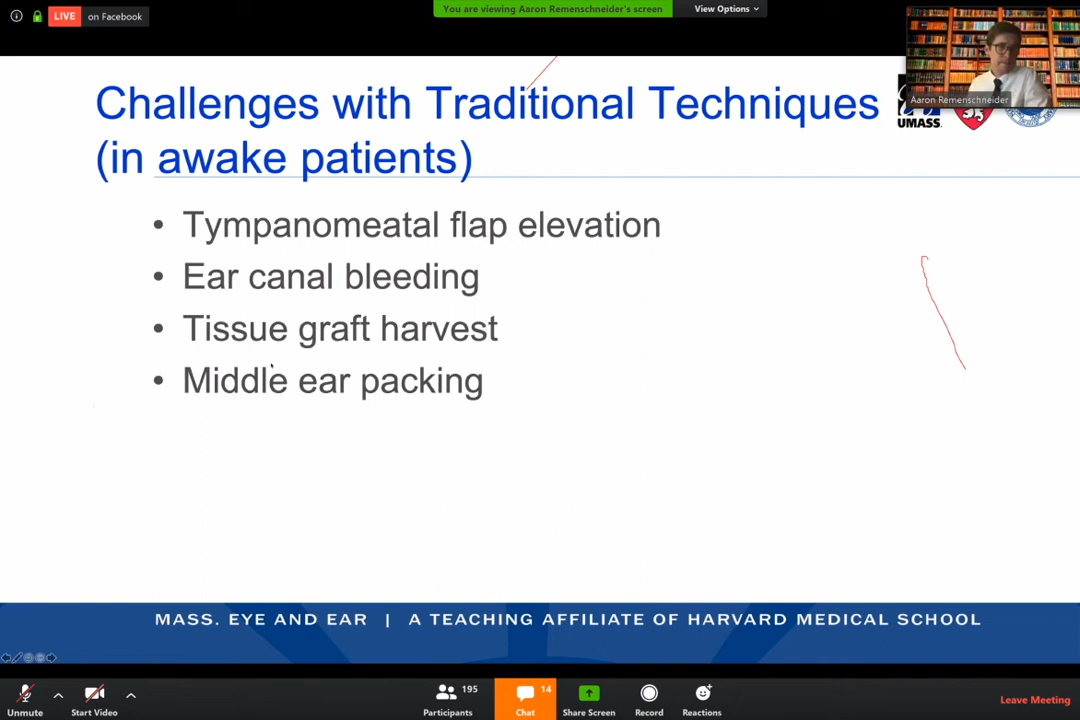 LIVE on Facebook
You are viewing Aaron Remenschneider's screen
View Options
Aaron Remenschneider
UMASS.
Challenges with Traditional Techniques
(in awake patients)
• Tympanomeatal flap elevation
• Ear canal bleeding
• Tissue graft harvest
• Middle ear packing
MASS. EYE AND EAR | A TEACHING AFFILIATE OF HARVARD MEDICAL SCHOOL
Unmute
Start Video
195
Participants
14
Chat
Share Screen
Record
Reactions
Leave Meeting